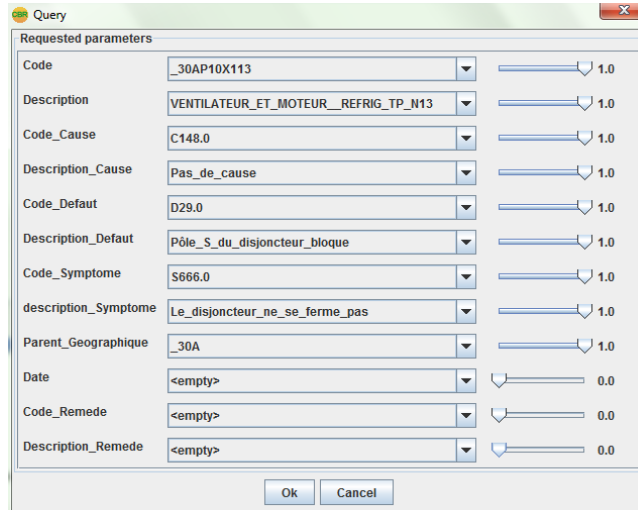 CBR Query X
Requested parameters
Code _30AP10X113 1.0
Description VENTILATEUR_ET_MOTEUR__REFRIG_TP_N13 1.0
Code_Cause C148.0 1.0
Description_Cause Pas_de_cause 1.0
Code_Defaut D29.0 1.0
Description_Defaut Pôle_S_du_disjoncteur_bloque 1.0
Code_Symptome S666.0 1.0
description_Symptome Le_disjoncteur_ne_se_ferme_pas 1.0
Parent_Geographique _30A 1.0
Date <empty> 0.0
Code_Remede <empty> 0.0
Description_Remede <empty> 0.0
Ok Cancel